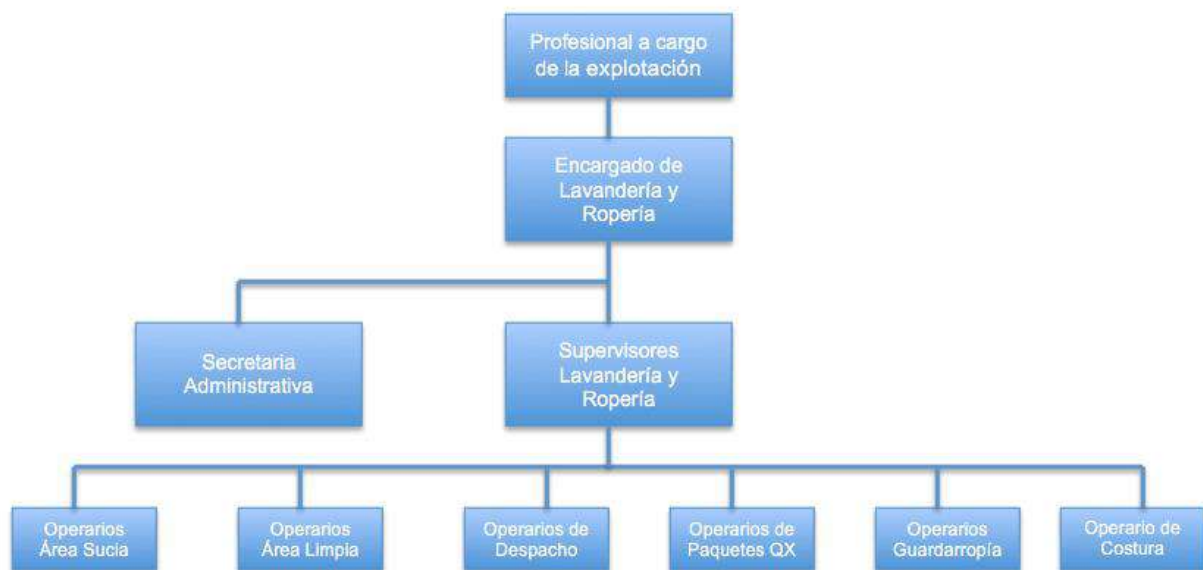 Profesional a cargo
de la explotación
Encargado de
Lavandería y
Ropería
Secretaria
Administrativa
Supervisores
Lavandería y
Ropería
Operarios
Área Sucia
Operarios
Área Limpia
Operarios de
Despacho
Operarios de
Paquetes QX
Operarios
Guardarropía
Operario de
Costura